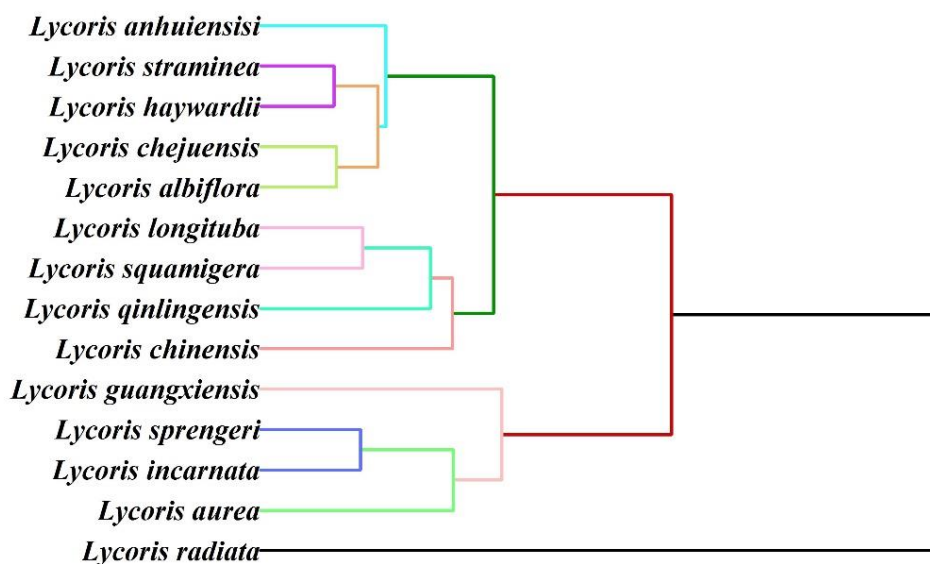 Lycoris anhuiensisi
Lycoris straminea
Lycoris haywardii
Lycoris chejuensis
Lycoris albiflora
Lycoris longituba
Lycoris squamigera
Lycoris qinlingensis
Lycoris chinensis
Lycoris guangxiensis
Lycoris sprengeri
Lycoris incarnata
Lycoris aurea
Lycoris radiata